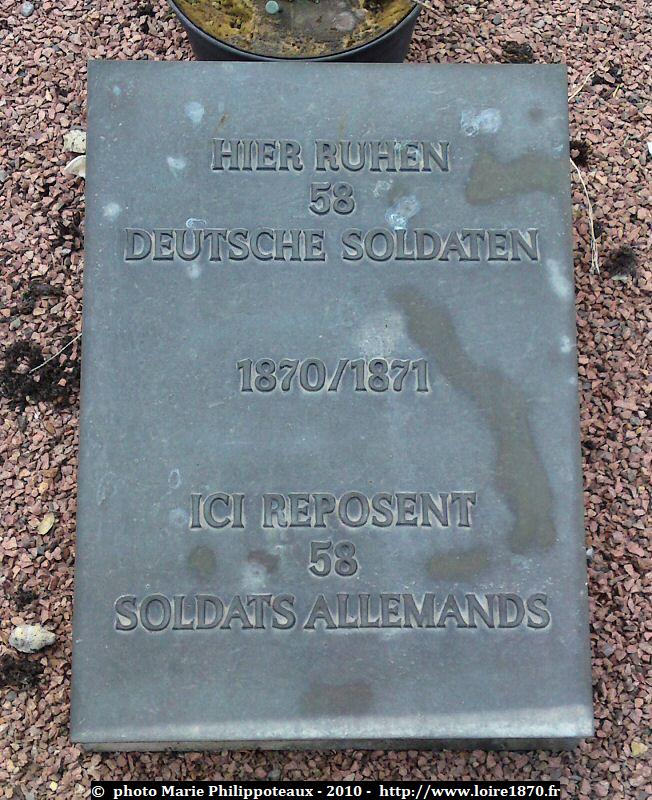 HIER RUHEN
58
DEUTSCHE SOLDATEN
1870/1871
ICI REPOSENT
58
SOLDATS ALLEMANDS
© photo Marie Philippoteaux - 2010 - http://www.loire1870.fr